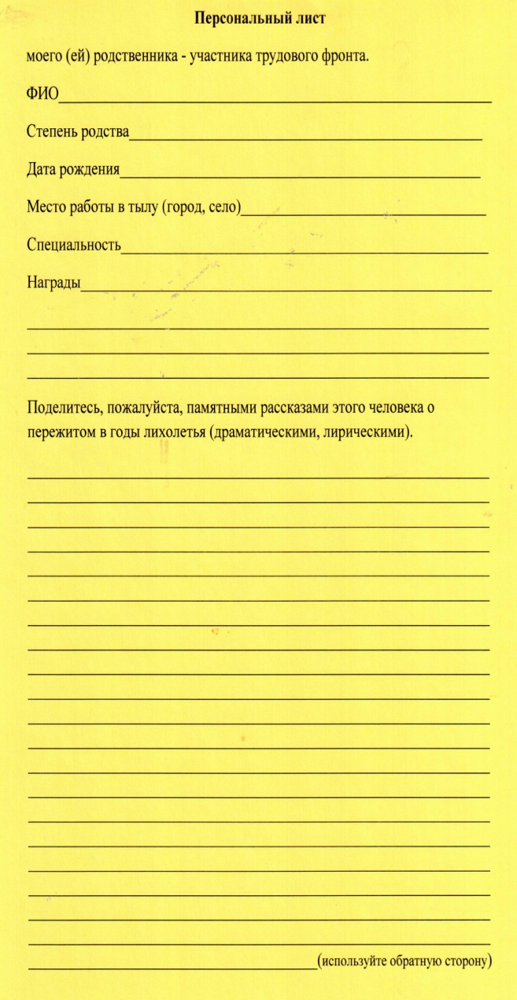 Персональный лист
моего (ей) родственника - участника трудового фронта.
ФИО
Степень родства
Дата рождения
Место работы в тылу (город, село)
Специальность
Награды
Поделитесь, пожалуйста, памятными рассказами этого человека о
пережитом в годы лихолетья (драматическими, лирическими).
(используйте обратную сторону)